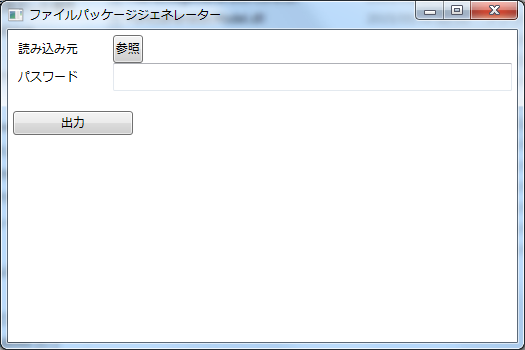 ファイルパッケージジェネレーター
読み込み元 参照
パスワード
出力